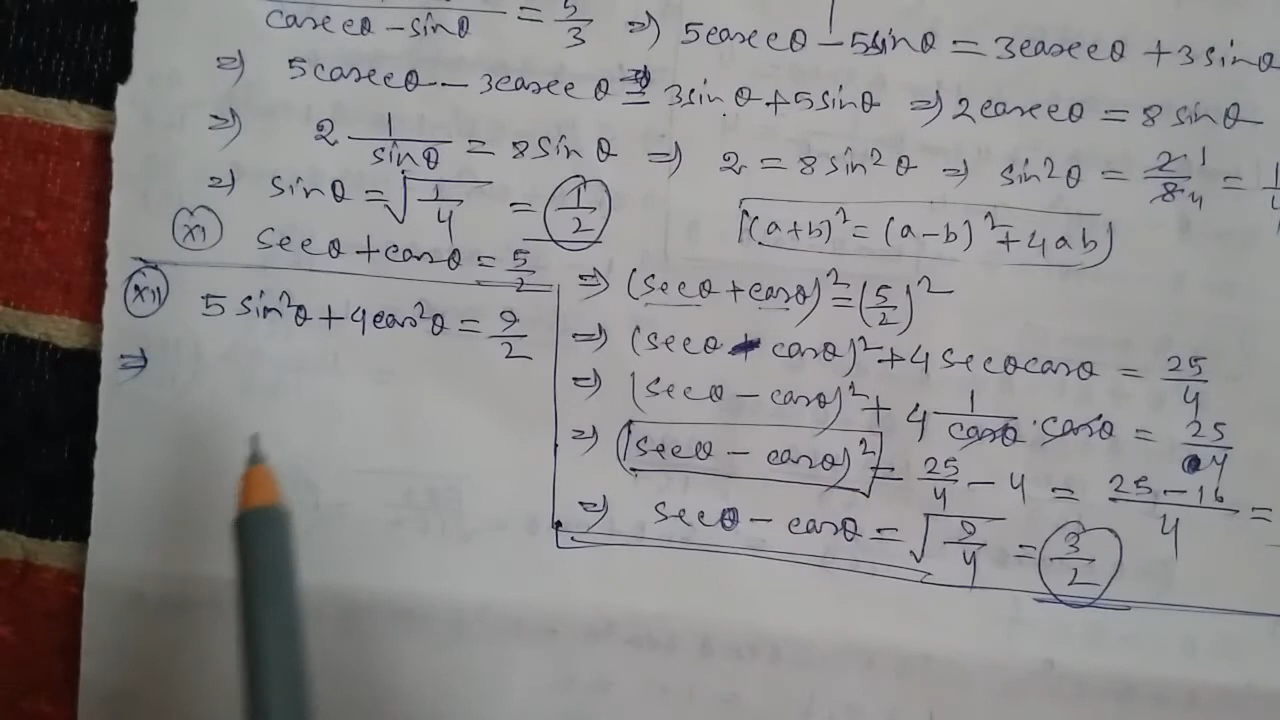 cosecθ - sinθ = 5/3 ⇒ 5cosecθ - 5sinθ = 3cosecθ + 3sinθ
⇒ 5cosecθ - 3cosecθ = 3sinθ + 5sinθ ⇒ 2cosecθ = 8sinθ
⇒ 2 1/sinθ = 8sinθ ⇒ 2 = 8sin²θ ⇒ sin²θ = 2/8 1/4 =
⇒ sinθ = √1/4 = 1/2
(a+b)² = (a-b)² + 4ab
(xi) secθ + cosθ = 5/2
⇒ (secθ + cosθ)² = (5/2)²
⇒ (secθ - cosθ)² + 4secθcosθ = 25/4
⇒ (secθ - cosθ)² + 4 1/cosθ · cosθ = 25/4
⇒ (secθ - cosθ)² = 25/4 - 4 = 25-16/4 =
⇒ secθ - cosθ = √9/4 = 3/2
(xii) 5sin²θ + 4cos²θ = 9/2
⇒